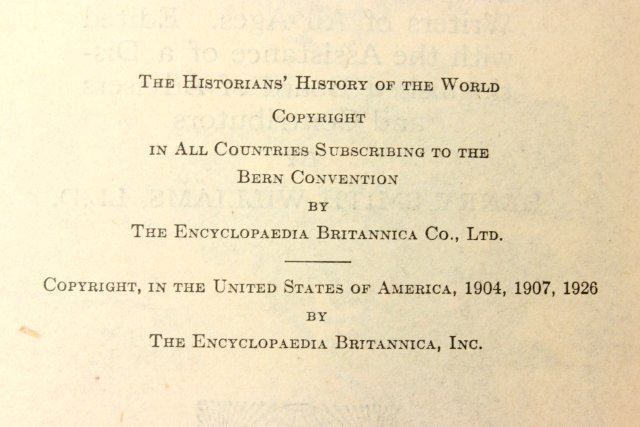 The Historians' History of the World
Copyright
in All Countries Subscribing to the
Bern Convention
by
The Encyclopaedia Britannica Co., Ltd.
Copyright, in the United States of America, 1904, 1907, 1926
by
The Encyclopaedia Britannica, Inc.